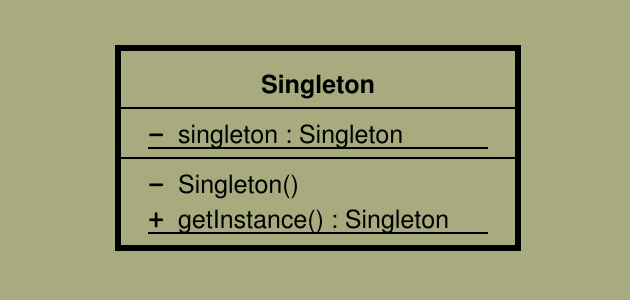 Singleton
– singleton : Singleton
– Singleton()
+ getInstance() : Singleton